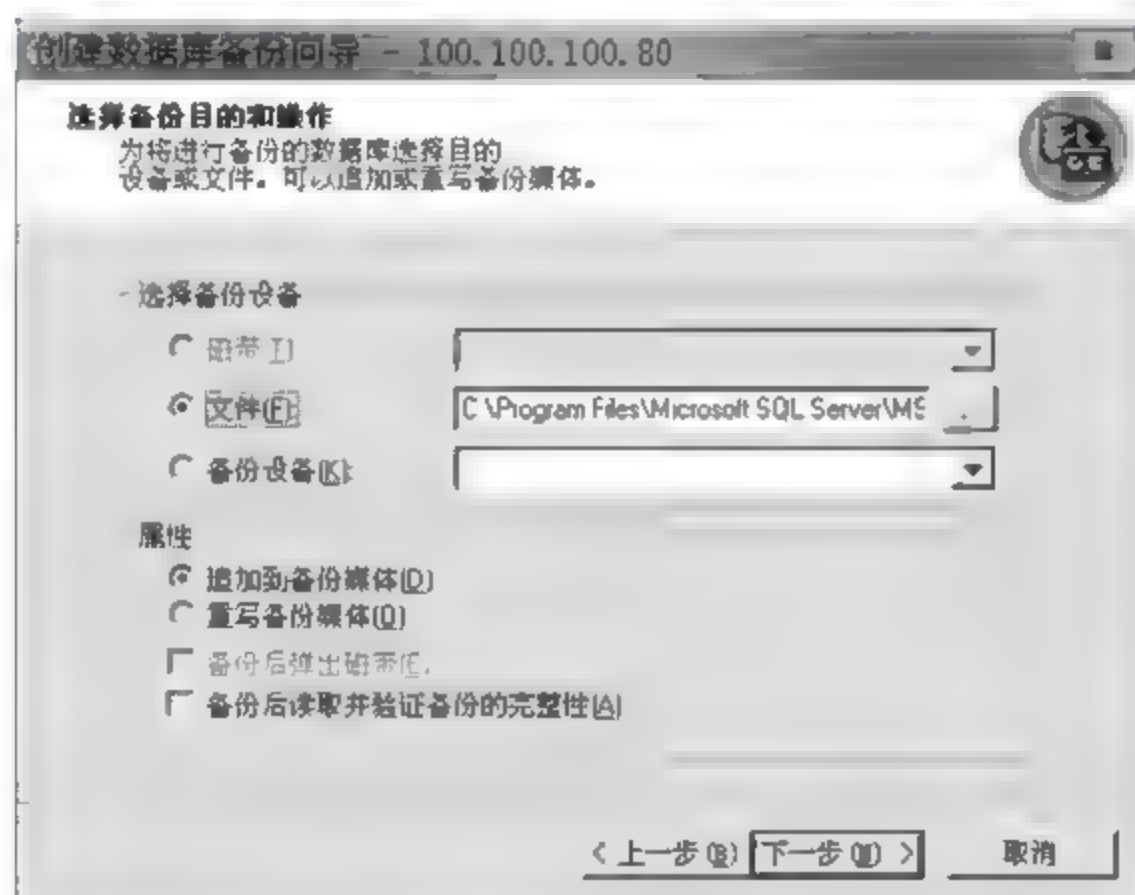 创建数据库备份向导 - 100.100.100.80
选择备份目的和操作
为将进行备份的数据库选择目的
设备或文件。可以追加或重写备份媒体。
选择备份设备
磁带(T)
文件(F):
C:\Program Files\Microsoft SQL Server\MS
备份设备(K):
属性
追加到备份媒体(D)
重写备份媒体(O)
备份后弹出磁带(E).
备份后读取并验证备份的完整性(A)
< 上一步(B) 下一步(N) > 取消